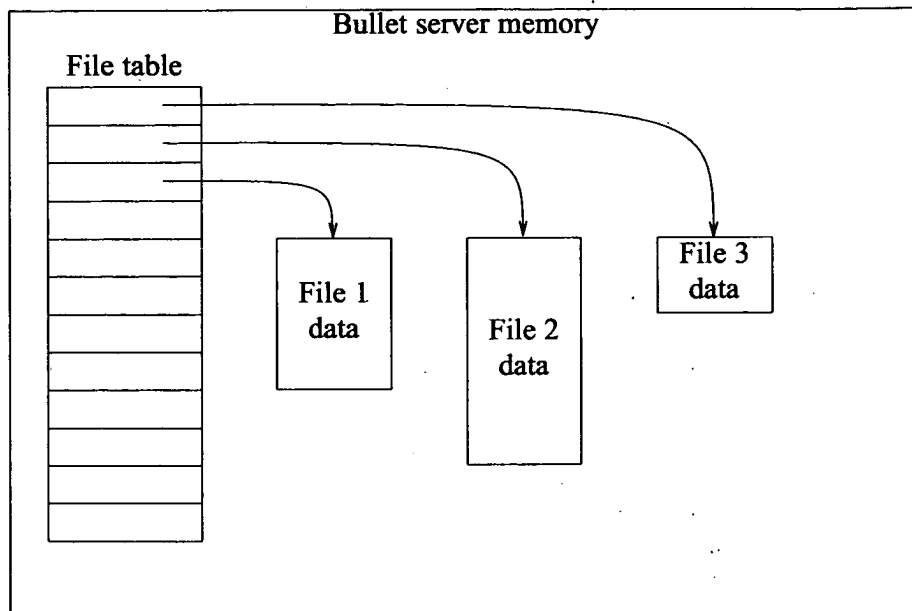 Bullet server memory
File table
File 1
data
File 2
data
File 3
data